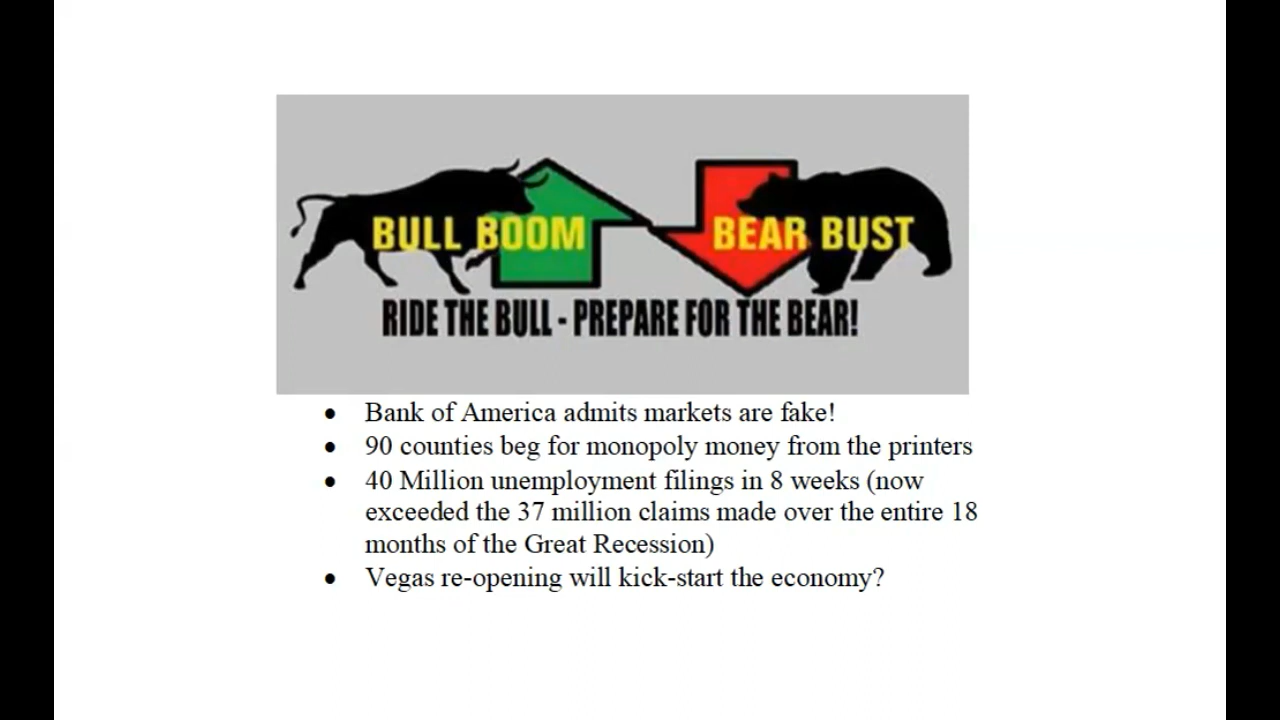 BULL BOOM BEAR BUST
RIDE THE BULL - PREPARE FOR THE BEAR!
• Bank of America admits markets are fake!
• 90 counties beg for monopoly money from the printers
• 40 Million unemployment filings in 8 weeks (now
exceeded the 37 million claims made over the entire 18
months of the Great Recession)
• Vegas re-opening will kick-start the economy?